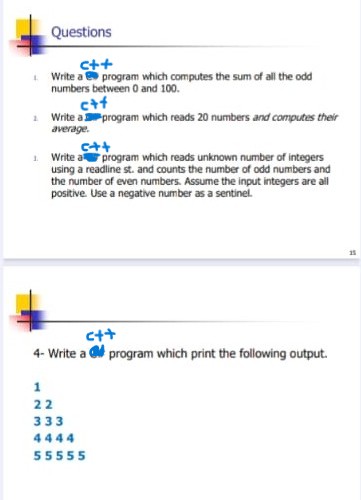 Questions
C++
1. Write a program which computes the sum of all the odd
numbers between 0 and 100.
C++
2. Write a program which reads 20 numbers and computes their
average.
C++
3. Write a program which reads unknown number of integers
using a readline st. and counts the number of odd numbers and
the number of even numbers. Assume the input integers are all
positive. Use a negative number as a sentinel.
15
C++
4- Write a program which print the following output.
1
2 2
3 3 3
4 4 4 4
5 5 5 5 5